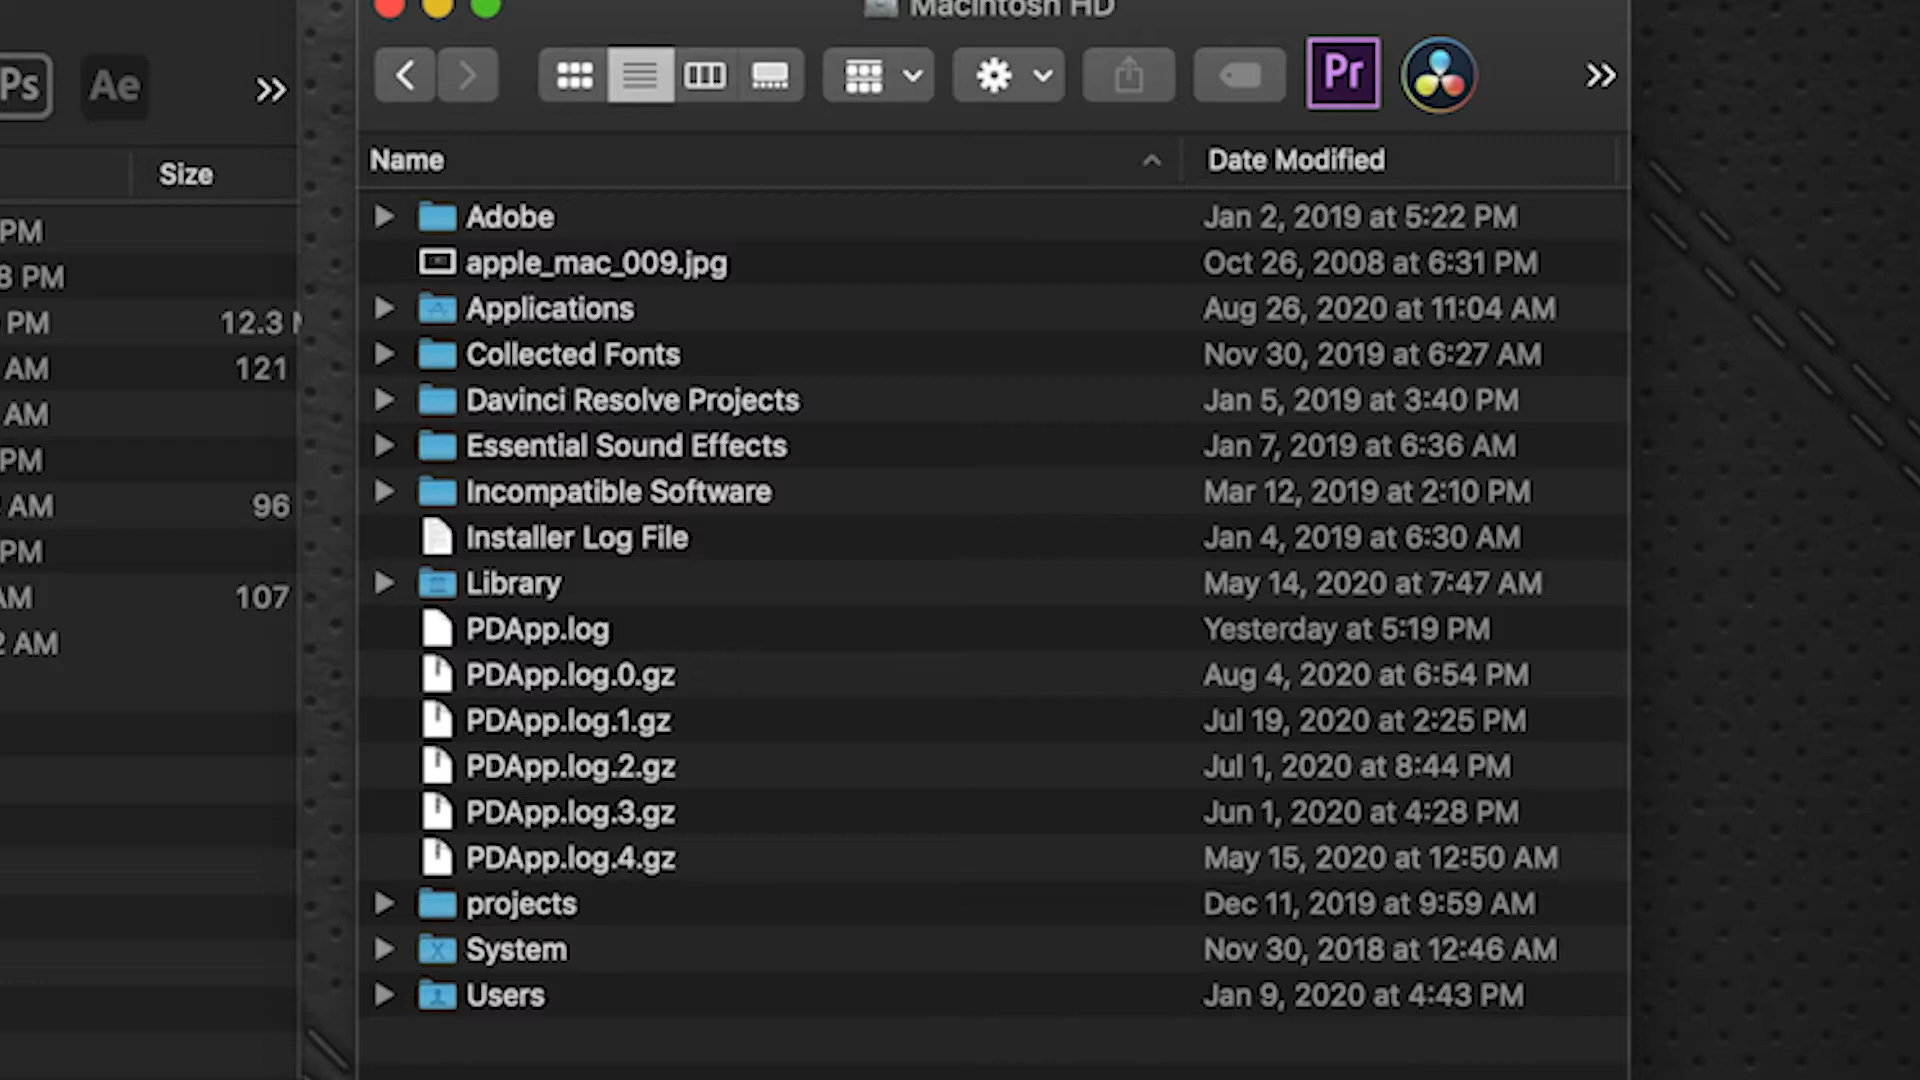 Macintosh HD
Ps Ae
Pr
Size
Name Date Modified
PM
8 PM
PM 12.3
AM 121
AM
PM
AM 96
PM
AM 107
2 AM
Adobe Jan 2, 2019 at 5:22 PM
apple_mac_009.jpg Oct 26, 2008 at 6:31 PM
Applications Aug 26, 2020 at 11:04 AM
Collected Fonts Nov 30, 2019 at 6:27 AM
Davinci Resolve Projects Jan 5, 2019 at 3:40 PM
Essential Sound Effects Jan 7, 2019 at 6:36 AM
Incompatible Software Mar 12, 2019 at 2:10 PM
Installer Log File Jan 4, 2019 at 6:30 AM
Library May 14, 2020 at 7:47 AM
PDApp.log Yesterday at 5:19 PM
PDApp.log.0.gz Aug 4, 2020 at 6:54 PM
PDApp.log.1.gz Jul 19, 2020 at 2:25 PM
PDApp.log.2.gz Jul 1, 2020 at 8:44 PM
PDApp.log.3.gz Jun 1, 2020 at 4:28 PM
PDApp.log.4.gz May 15, 2020 at 12:50 AM
projects Dec 11, 2019 at 9:59 AM
System Nov 30, 2018 at 12:46 AM
Users Jan 9, 2020 at 4:43 PM